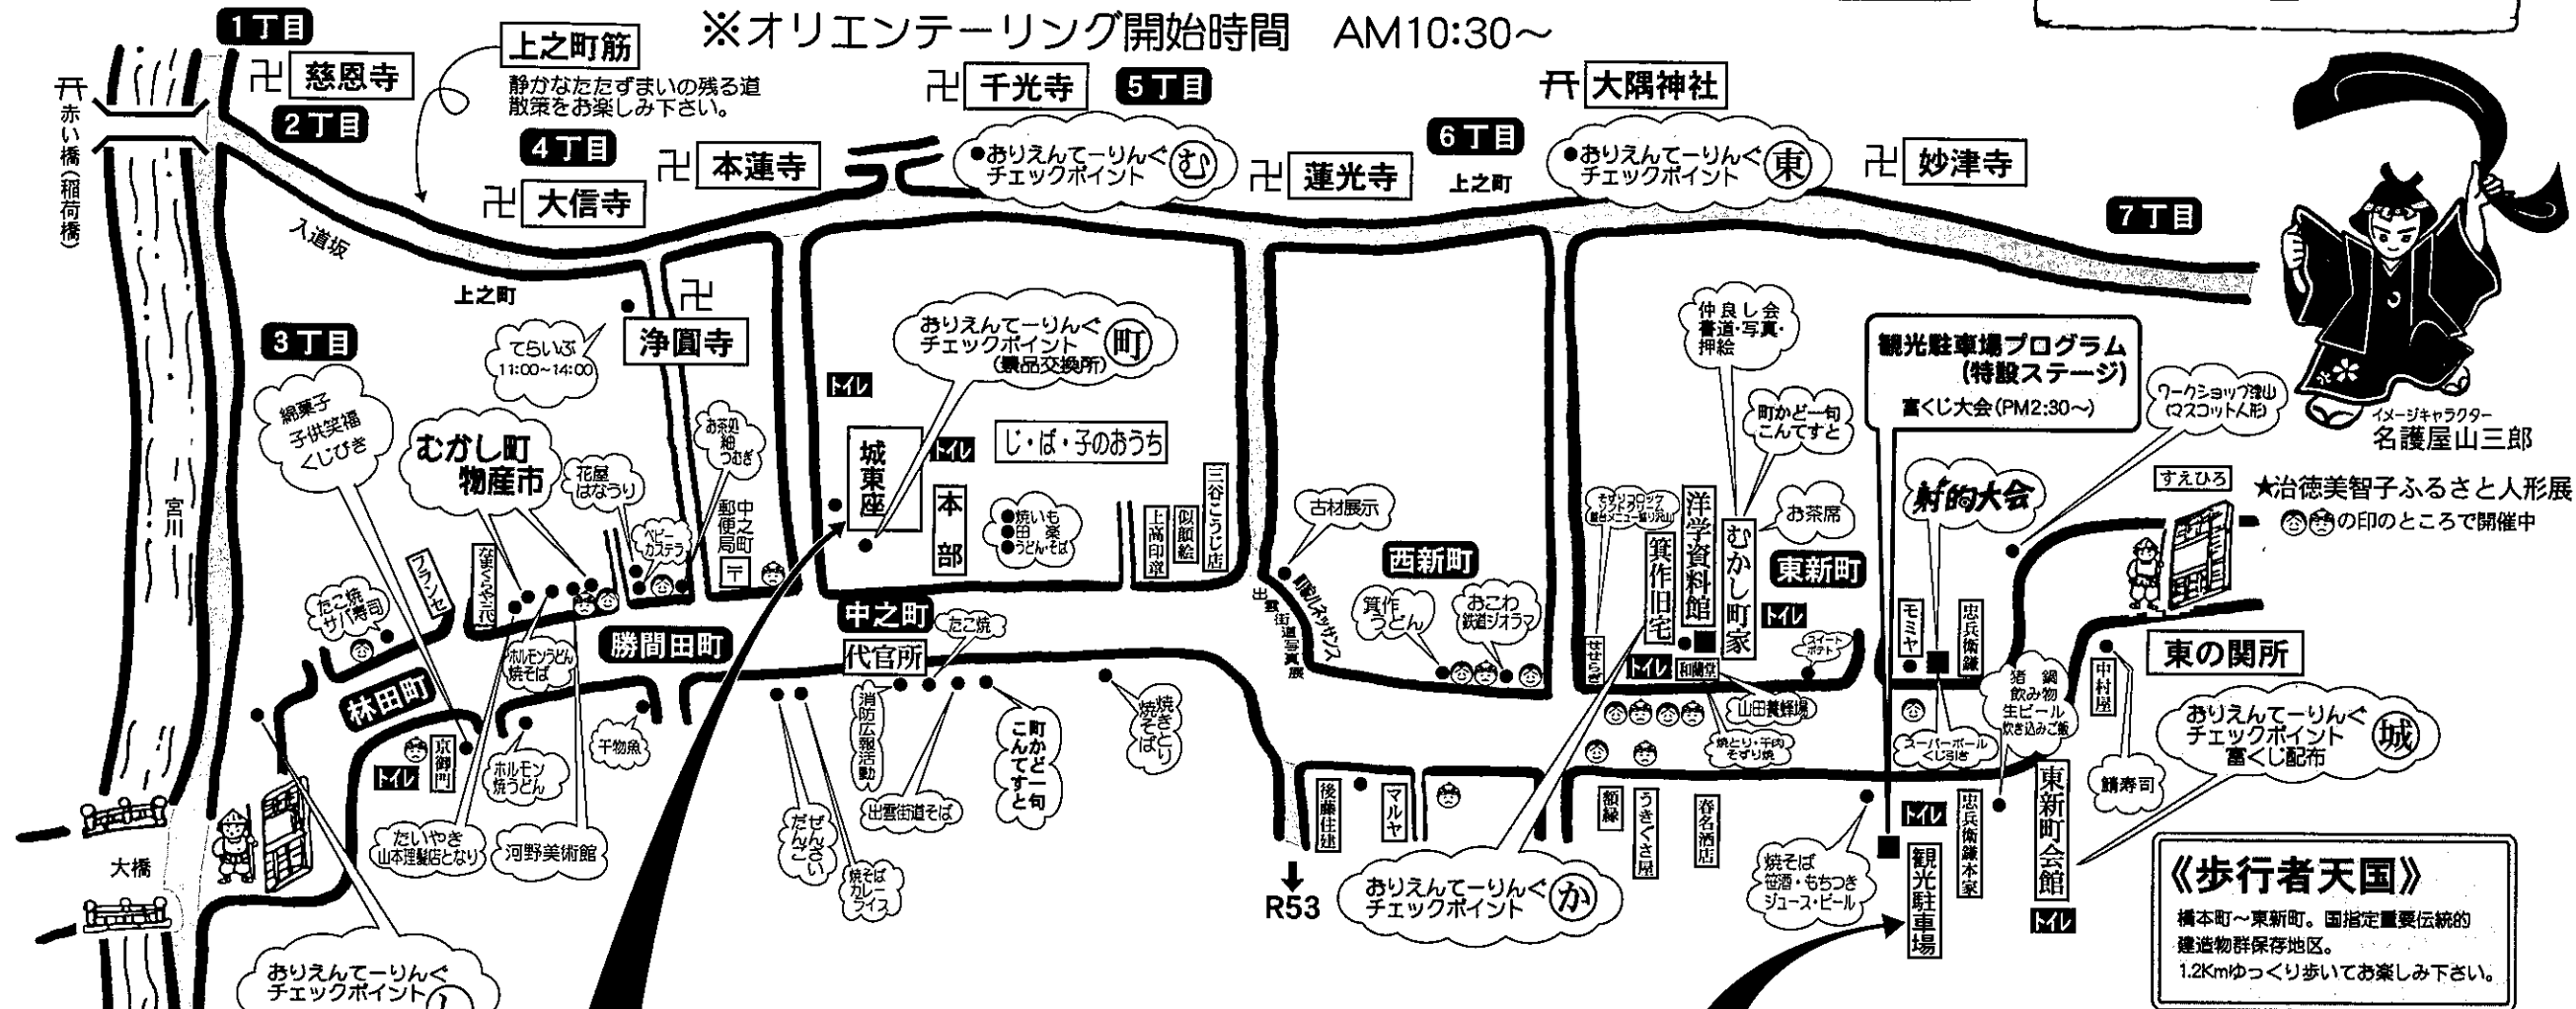 ※オリエンテーリング開始時間 AM10:30～
1丁目
慈恩寺
2丁目
上之町筋
静かなたたずまいの残る道
散策をお楽しみ下さい。
赤い橋(稲荷橋)
4丁目
大信寺
本蓮寺
千光寺
5丁目
●おりえんてーりんぐ
チェックポイント
む
蓮光寺
6丁目
上之町
大隅神社
●おりえんてーりんぐ
チェックポイント
東
妙津寺
7丁目
入道坂
上之町
宮川
3丁目
綿菓子
子供笑福
くじびき
てらいぶ
11:00～14:00
浄圓寺
むかし町
物産市
花屋
はなうり
お茶処
紬
つむぎ
ベビー
カステラ
中之町
郵便局
おりえんてーりんぐ
チェックポイント
(景品交換所)
町
トイレ
城東座
トイレ
本部
じ・ば・子のおうち
●焼いも
●田楽
●うどん・そば
上高印章
似顔絵
三谷こうじ店
古材展示
町家ルネッサンス
出雲街道写真展
西新町
箕作
うどん
おこわ
鉄道ジオラマ
仲良し会
書道・写真・
押絵
町かど一句
こんてすと
お茶席
箕作旧宅
洋学資料館
むかし町家
東新町
トイレ
せせらぎ
トイレ
和蘭堂
スイート
ポテト
山田養蜂場
焼とり・干肉
そずり焼
観光駐車場プログラム
(特設ステージ)
富くじ大会(PM2:30～)
ワークショップ津山
(マスコット人形)
射的大会
モミヤ
忠兵衛鎌
スーパーボール
くじ引き
猪鍋
飲み物
生ビール
炊き込みご飯
イメージキャラクター
名護屋山三郎
すえひろ
★治徳美智子ふるさと人形展
の印のところで開催中
東の関所
中村屋
鯖寿司
おりえんてーりんぐ
チェックポイント
富くじ配布
城
たこ焼
サバ寿司
フランセ
なまくらや三代
ホルモンうどん
焼そば
勝間田町
林田町
トイレ
京御門
ホルモン
焼うどん
干物魚
たいやき
山本理髪店となり
河野美術館
大橋
中之町
代官所
たこ焼
消防広報活動
出雲街道そば
町かど一句
こんてすと
焼きとり
焼そば
ぜんざい
だんご
焼そば
カレー
ライス
R53
後藤住建
マルヤ
額縁
うきぐさ屋
春名酒店
おりえんてーりんぐ
チェックポイント
か
焼そば
笹酒・もちつき
ジュース・ビール
トイレ
観光駐車場
忠兵衛鎌本家
東新町会館
トイレ
《歩行者天国》
橋本町～東新町。国指定重要伝統的
建造物群保存地区。
1.2Kmゆっくり歩いてお楽しみ下さい。
おりえんてーりんぐ
チェックポイント